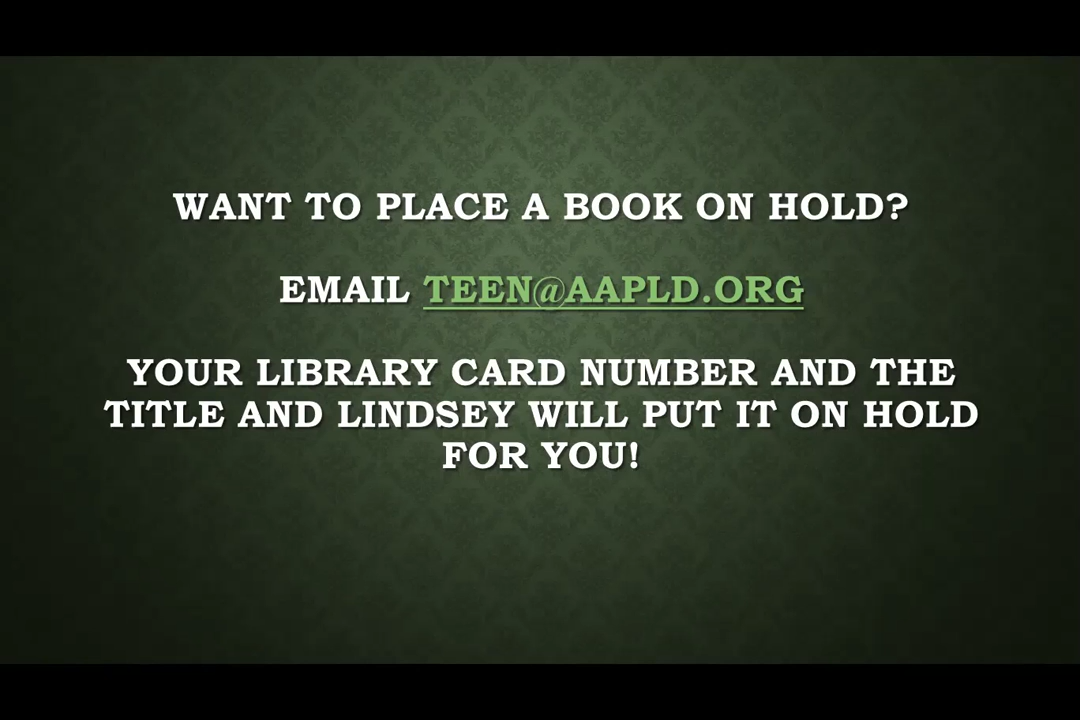 WANT TO PLACE A BOOK ON HOLD?
EMAIL TEEN@AAPLD.ORG
YOUR LIBRARY CARD NUMBER AND THE
TITLE AND LINDSEY WILL PUT IT ON HOLD
FOR YOU!